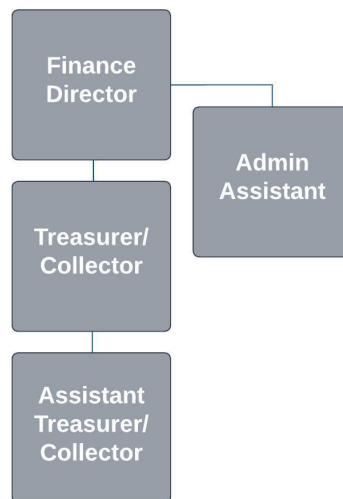 Finance
Director
Admin
Assistant
Treasurer/
Collector
Assistant
Treasurer/
Collector